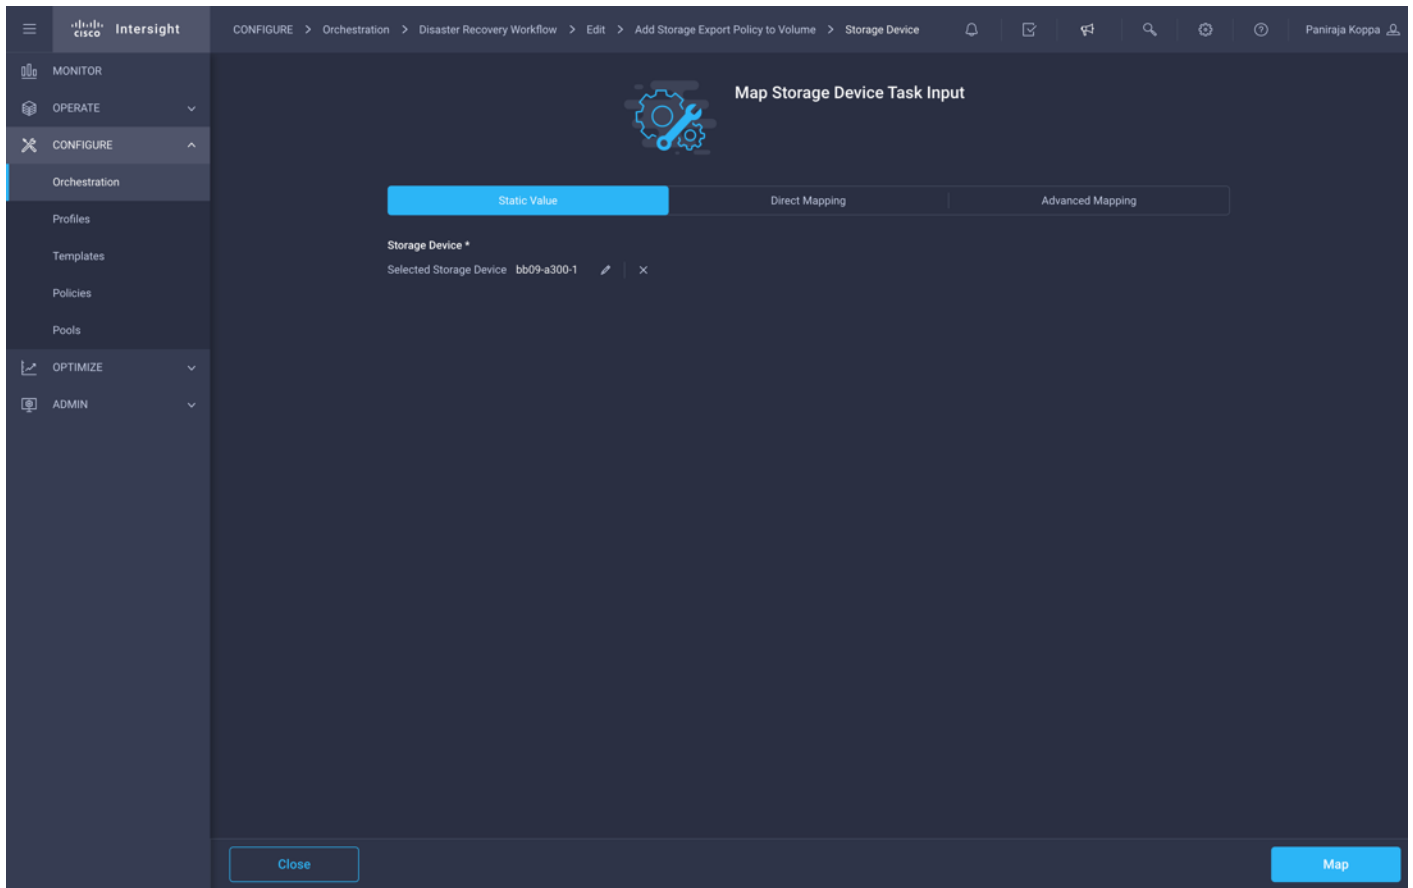 cisco Intersight
CONFIGURE > Orchestration > Disaster Recovery Workflow > Edit > Add Storage Export Policy to Volume > Storage Device
Paniraja Koppa
MONITOR
OPERATE
CONFIGURE
Orchestration
Profiles
Templates
Policies
Pools
OPTIMIZE
ADMIN
Map Storage Device Task Input
Static Value
Direct Mapping
Advanced Mapping
Storage Device *
Selected Storage Device bb09-a300-1
Close
Map